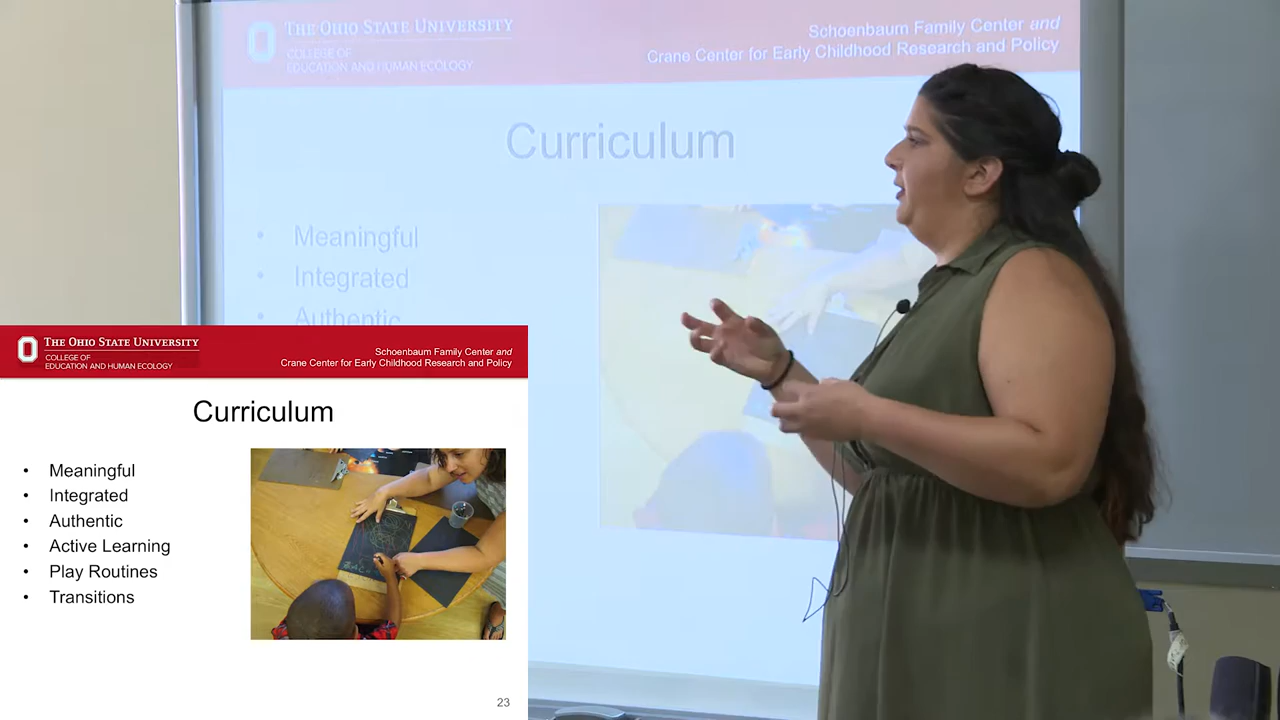 THE OHIO STATE UNIVERSITY
COLLEGE OF
EDUCATION AND HUMAN ECOLOGY
Schoenbaum Family Center and
Crane Center for Early Childhood Research and Policy
Curriculum
• Meaningful
• Integrated
• Authentic
THE OHIO STATE UNIVERSITY
COLLEGE OF
EDUCATION AND HUMAN ECOLOGY
Schoenbaum Family Center and
Crane Center for Early Childhood Research and Policy
Curriculum
• Meaningful
• Integrated
• Authentic
• Active Learning
• Play Routines
• Transitions
23